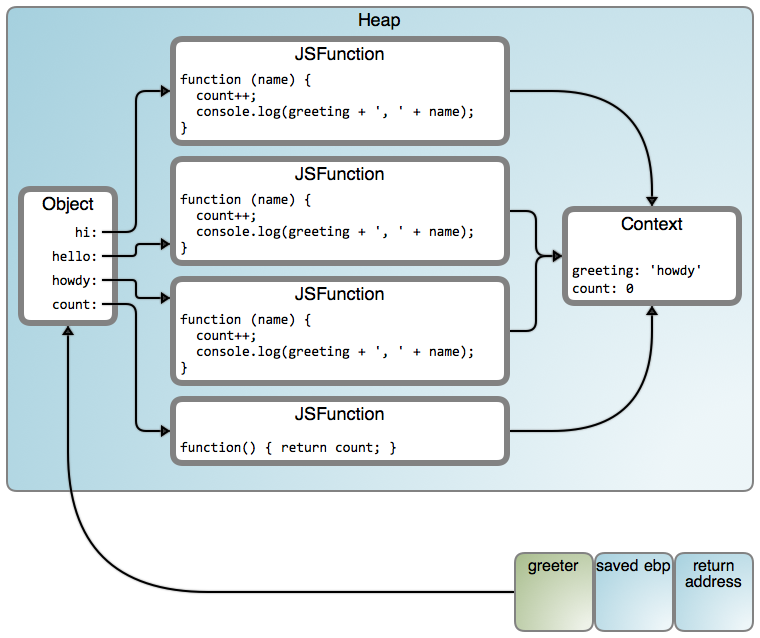 Heap
JSFunction
function (name) {
  count++;
  console.log(greeting + ', ' + name);
}
JSFunction
function (name) {
  count++;
  console.log(greeting + ', ' + name);
}
Object
hi:
hello:
howdy:
count:
Context
greeting: 'howdy'
count: 0
JSFunction
function (name) {
  count++;
  console.log(greeting + ', ' + name);
}
JSFunction
function() { return count; }
greeter
saved ebp
return
address